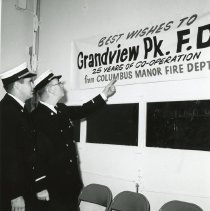 BEST WISHES TO
Grandview Pk. F.D
25 YEARS OF CO-OPERATION
from COLUMBUS MANOR FIRE DEPT